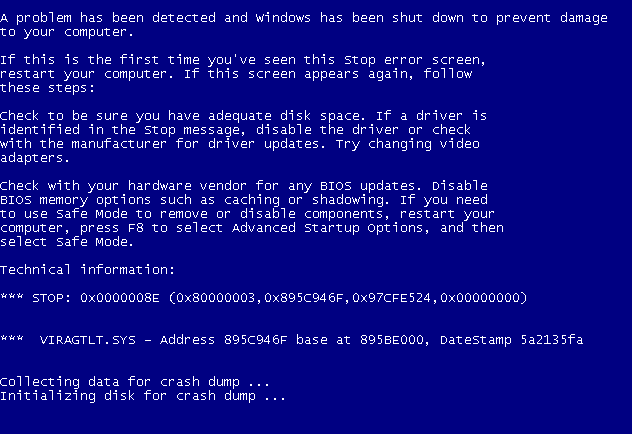 A problem has been detected and Windows has been shut down to prevent damage
to your computer.
If this is the first time you've seen this Stop error screen,
restart your computer. If this screen appears again, follow
these steps:
Check to be sure you have adequate disk space. If a driver is
identified in the Stop message, disable the driver or check
with the manufacturer for driver updates. Try changing video
adapters.
Check with your hardware vendor for any BIOS updates. Disable
BIOS memory options such as caching or shadowing. If you need
to use Safe Mode to remove or disable components, restart your
computer, press F8 to select Advanced Startup Options, and then
select Safe Mode.
Technical information:
*** STOP: 0x0000008E (0x80000003,0x895C946F,0x97CFE524,0x00000000)
***  VIRAGTLT.SYS - Address 895C946F base at 895BE000, DateStamp 5a2135fa
Collecting data for crash dump ...
Initializing disk for crash dump ...